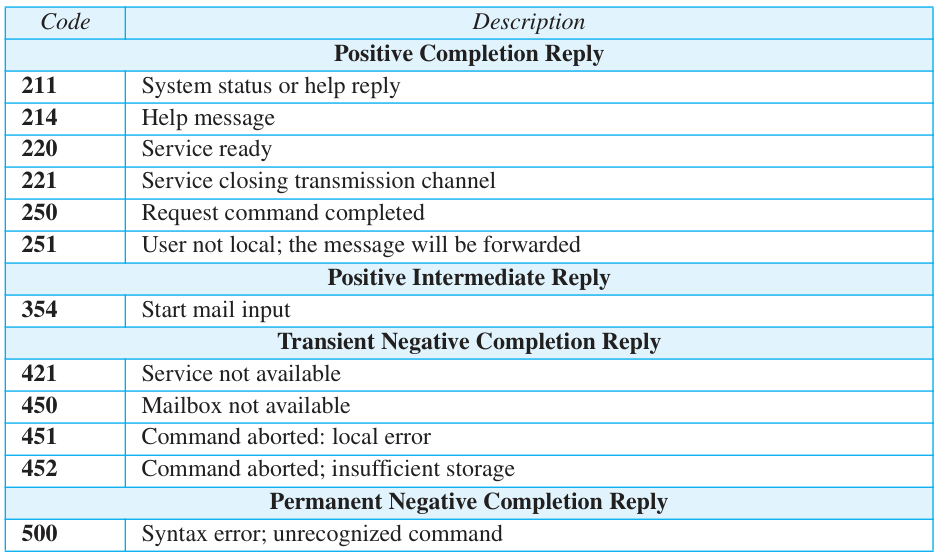 Code Description
Positive Completion Reply
211 System status or help reply
214 Help message
220 Service ready
221 Service closing transmission channel
250 Request command completed
251 User not local; the message will be forwarded
Positive Intermediate Reply
354 Start mail input
Transient Negative Completion Reply
421 Service not available
450 Mailbox not available
451 Command aborted: local error
452 Command aborted; insufficient storage
Permanent Negative Completion Reply
500 Syntax error; unrecognized command